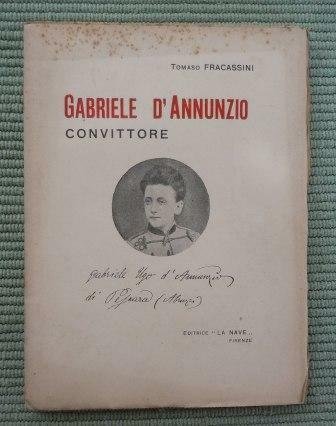 Tomaso FRACASSINI
GABRIELE D'ANNUNZIO
CONVITTORE
Gabriele Ugo d'Annunzio
di Pescara (Abruzzi)
EDITRICE "LA NAVE"
FIRENZE